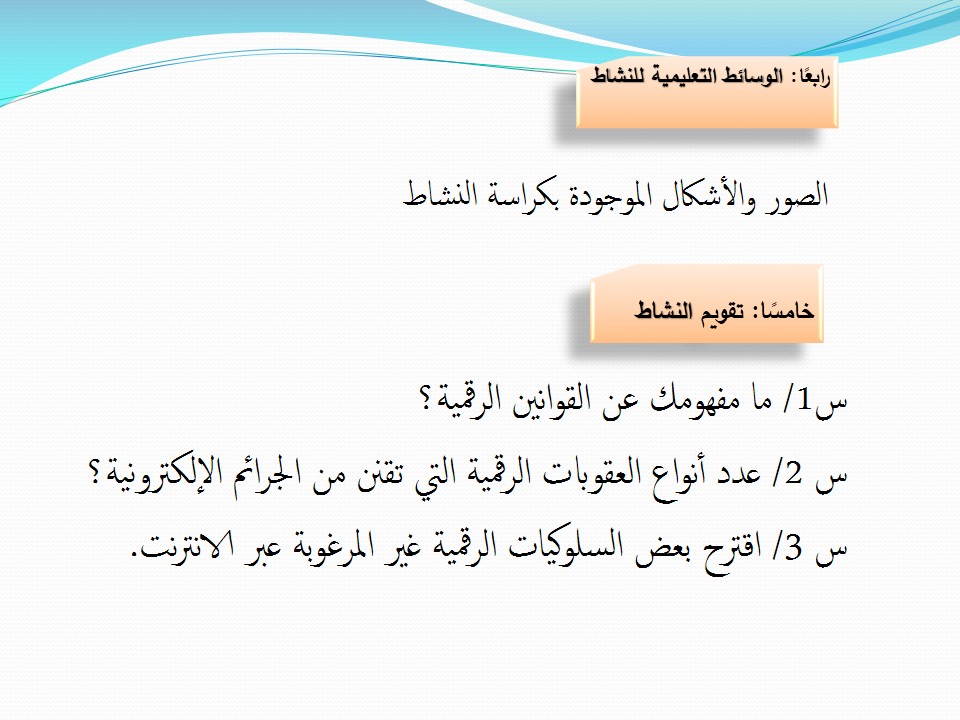 رابعًا: الوسائط التعليمية للنشاط
الصور والأشكال الموجودة بكراسة النشاط
خامسًا: تقويم النشاط
س1/ ما مفهومك عن القوانين الرقمية؟
س 2/ عدد أنواع العقوبات الرقمية التي تقنن من الجرائم الإلكترونية؟
س 3/ اقترح بعض السلوكيات الرقمية غير المرغوبة عبر الانترنت.